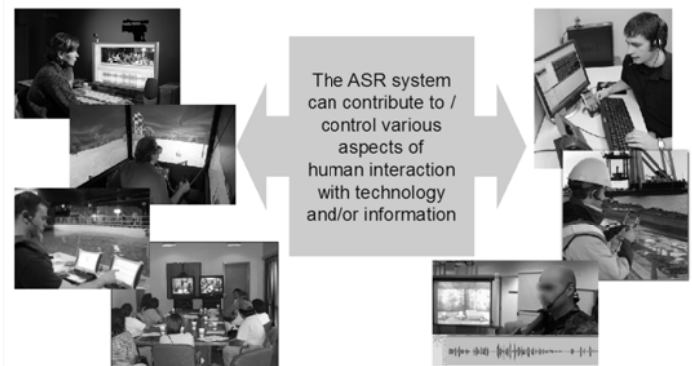 The ASR system
can contribute to /
control various
aspects of
human interaction
with technology
and/or information